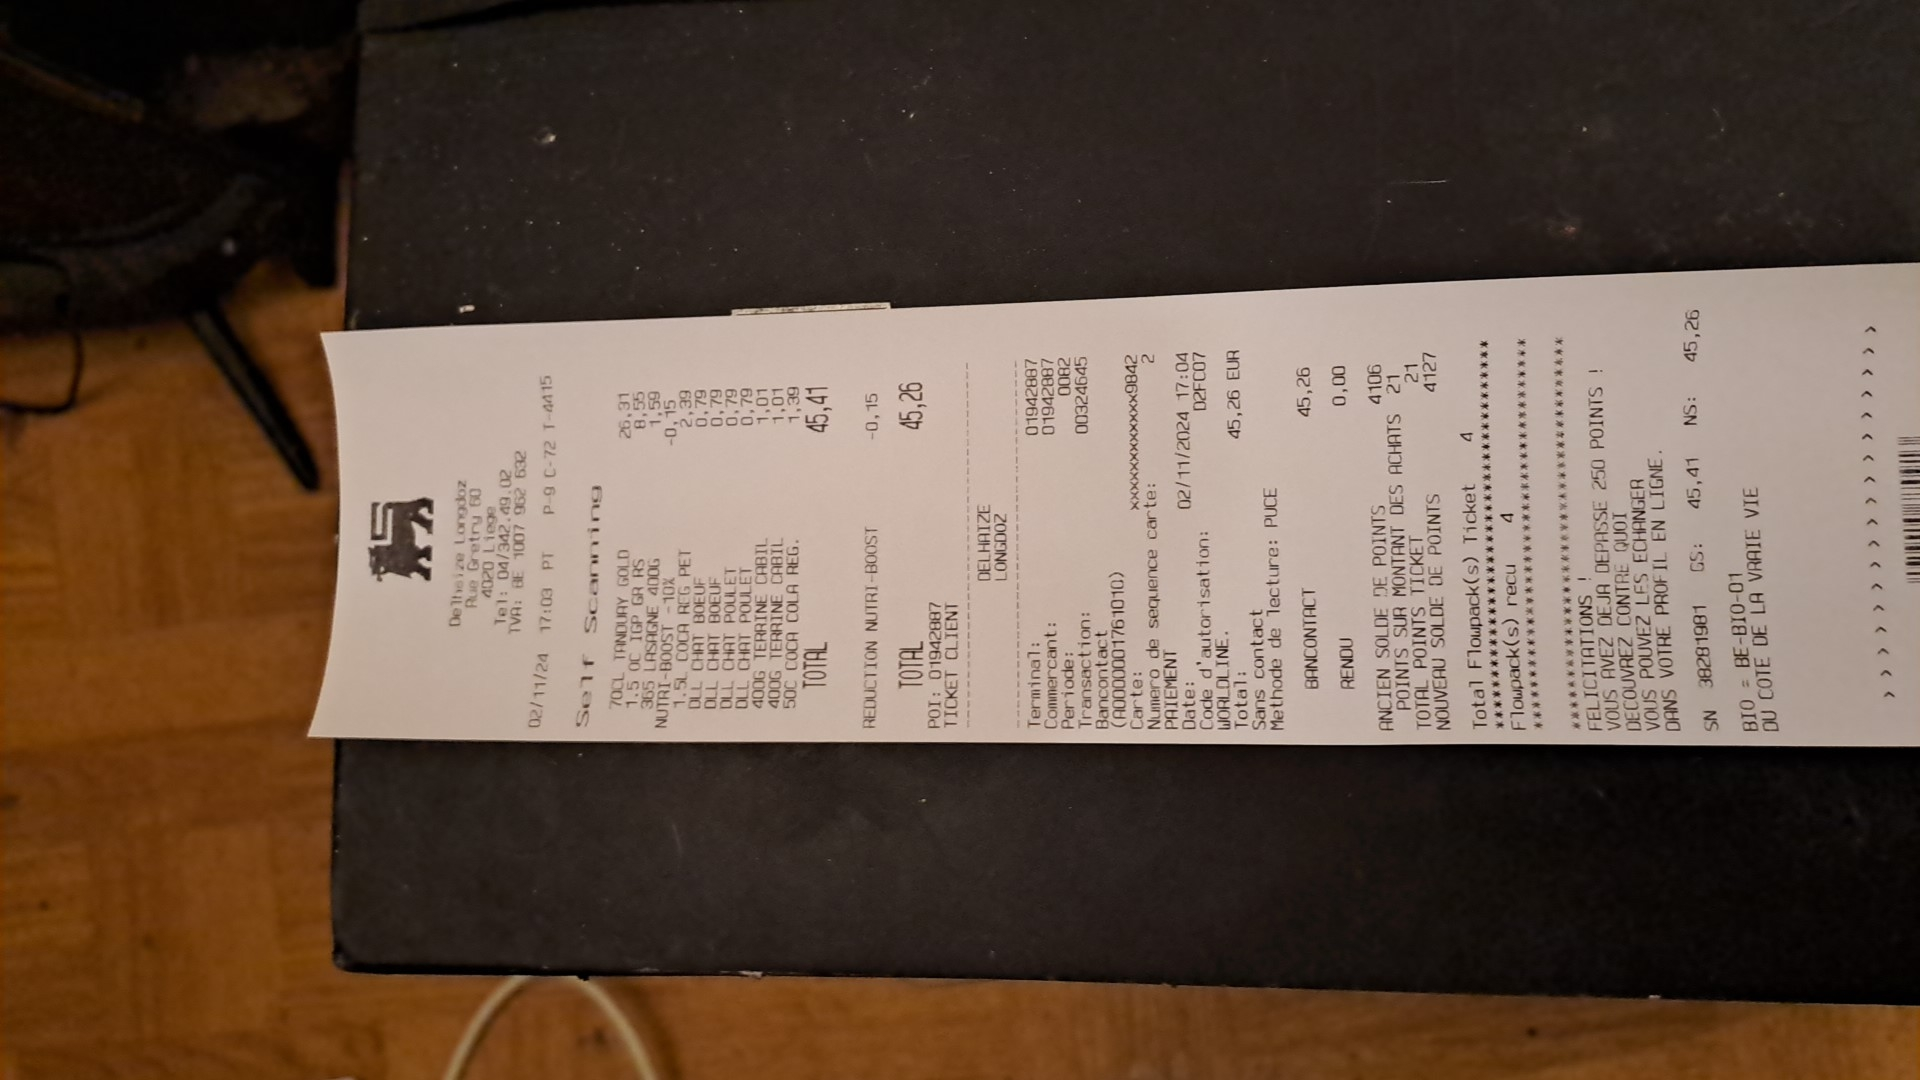 Delhaize Longdoz
Rue Gretry 60
4020 Liege
Tel: 04/342.49.02
TVA: BE 1007 962 632
02/11/24 17:03 PT P-9 C-72 T-4415
Self Scanning
70CL TANQURAY GOLD 26,31
1.5 OC IGP GR RS 8,55
365 LASAGNE 400G 1,59
NUTRI-BOOST -10% -0,15
1.5L COCA REG PET 2,39
DLL CHAT BOEUF 0,79
DLL CHAT BOEUF 0,79
DLL CHAT POULET 0,79
DLL CHAT POULET 0,79
400G TERRINE CABIL 1,01
400G TERRINE CABIL 1,01
50C COCA COLA REG. 1,39
TOTAL 45,41
REDUCTION NUTRI-BOOST -0,15
TOTAL 45,26
POI: 01942887
TICKET CLIENT
DELHAIZE
LONGDOZ
Terminal: 01942887
Commercant: 01942887
Periode: 0082
Transaction: 00324645
Bancontact
(A0000001761010)
Carte: xxxxxxxxxxxxx9842
Numero de sequence carte: 2
PAIEMENT
Date: 02/11/2024 17:04
Code d'autorisation: D2FC07
WORLDLINE.
Total: 45,26 EUR
Sans contact
Methode de lecture: PUCE
BANCONTACT 45,26
RENDU 0,00
ANCIEN SOLDE DE POINTS 4106
POINTS SUR MONTANT DES ACHATS 21
TOTAL POINTS TICKET 21
NOUVEAU SOLDE DE POINTS 4127
Total Flowpack(s) Ticket 4
Flowpack(s) recu 4
FELICITATIONS !
VOUS AVEZ DEJA DEPASSE 250 POINTS !
DECOUVREZ CONTRE QUOI
VOUS POUVEZ LES ECHANGER
DANS VOTRE PROFIL EN LIGNE.
SN 38281981 GS: 45,41 NS: 45,26
BIO = BE-BIO-01
DU COTE DE LA VRAIE VIE